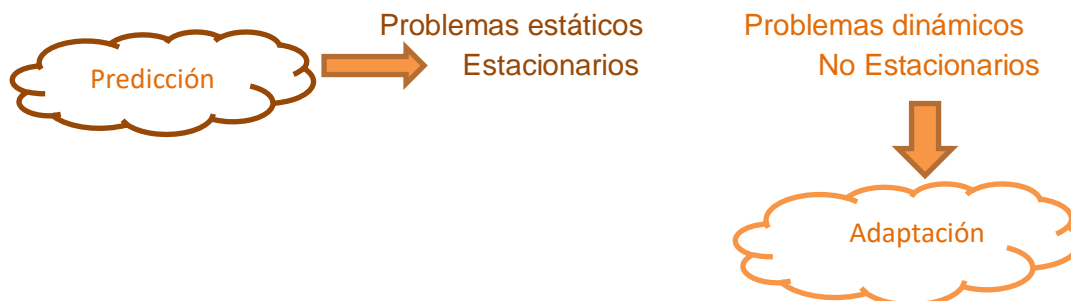 Problemas estáticos
Estacionarios
Predicción
Problemas dinámicos
No Estacionarios
Adaptación